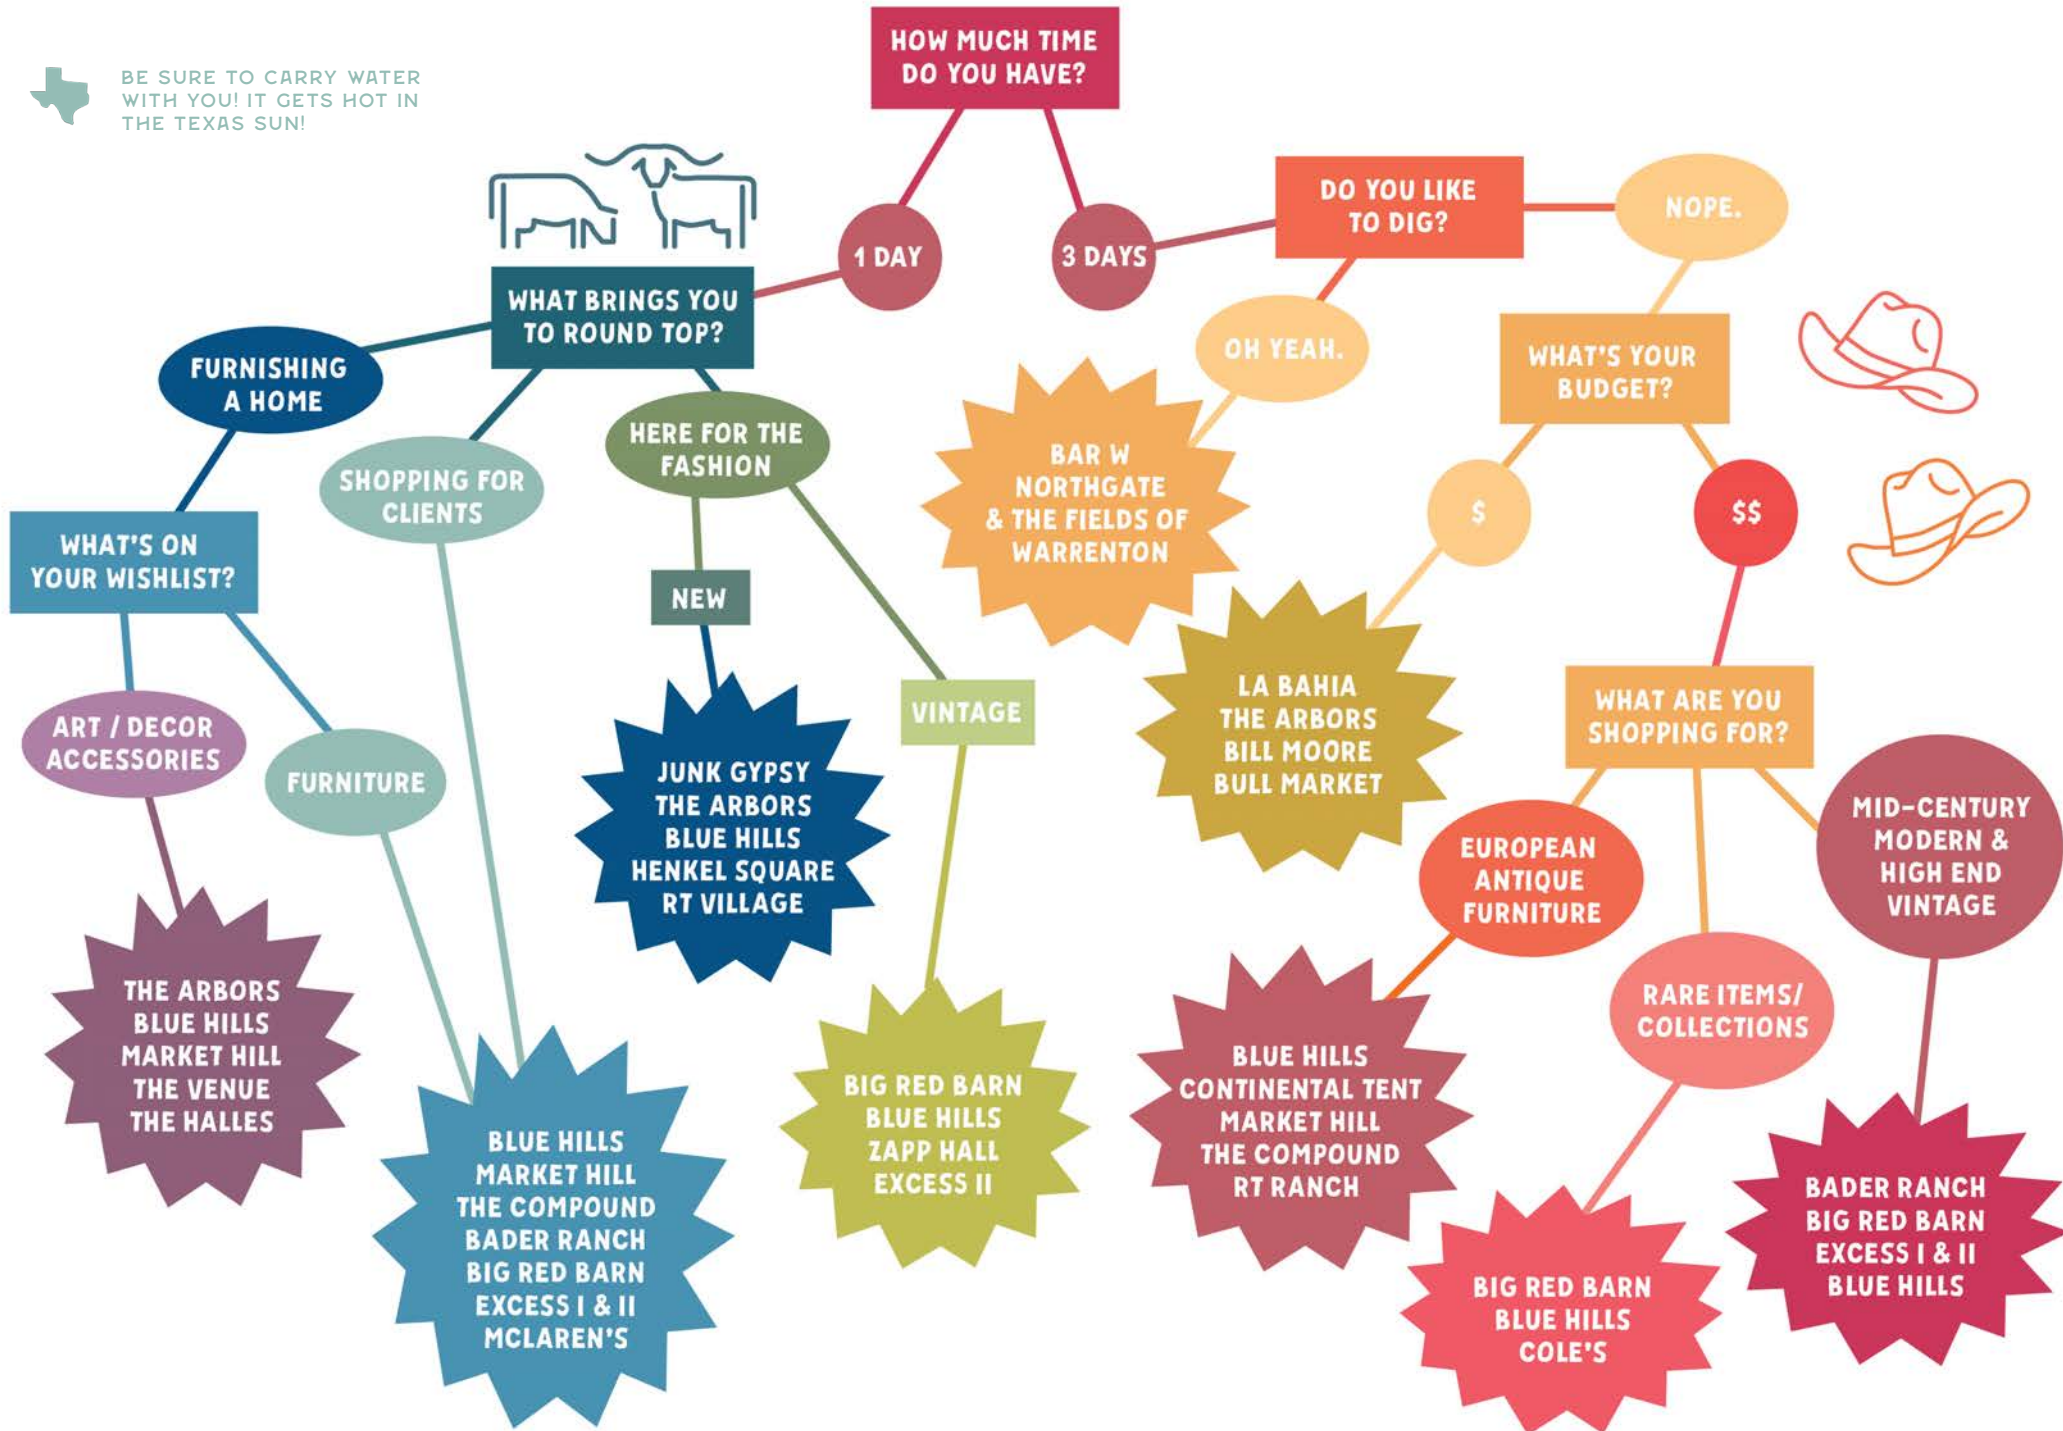 BE SURE TO CARRY WATER
WITH YOU! IT GETS HOT IN
THE TEXAS SUN!
HOW MUCH TIME
DO YOU HAVE?
1 DAY
3 DAYS
WHAT BRINGS YOU
TO ROUND TOP?
FURNISHING
A HOME
SHOPPING FOR
CLIENTS
HERE FOR THE
FASHION
WHAT'S ON
YOUR WISHLIST?
NEW
VINTAGE
ART / DECOR
ACCESSORIES
FURNITURE
THE ARBORS
BLUE HILLS
MARKET HILL
THE VENUE
THE HALLES
BLUE HILLS
MARKET HILL
THE COMPOUND
BADER RANCH
BIG RED BARN
EXCESS I & II
MCLAREN'S
JUNK GYPSY
THE ARBORS
BLUE HILLS
HENKEL SQUARE
RT VILLAGE
BIG RED BARN
BLUE HILLS
ZAPP HALL
EXCESS II
DO YOU LIKE
TO DIG?
NOPE.
OH YEAH.
BAR W
NORTHGATE
& THE FIELDS OF
WARRENTON
WHAT'S YOUR
BUDGET?
$
$$
LA BAHIA
THE ARBORS
BILL MOORE
BULL MARKET
WHAT ARE YOU
SHOPPING FOR?
EUROPEAN
ANTIQUE
FURNITURE
RARE ITEMS/
COLLECTIONS
MID-CENTURY
MODERN &
HIGH END
VINTAGE
BLUE HILLS
CONTINENTAL TENT
MARKET HILL
THE COMPOUND
RT RANCH
BIG RED BARN
BLUE HILLS
COLE'S
BADER RANCH
BIG RED BARN
EXCESS I & II
BLUE HILLS